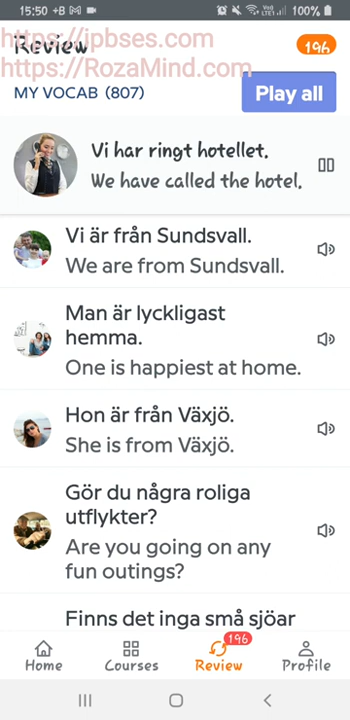 15:50 +B
100%
https://jpbses.com
Review
196
https://RozaMind.com
MY VOCAB (807)
Play all
Vi har ringt hotellet.
We have called the hotel.
Vi är från Sundsvall.
We are from Sundsvall.
Man är lyckligast
hemma.
One is happiest at home.
Hon är från Växjö.
She is from Växjö.
Gör du några roliga
utflykter?
Are you going on any
fun outings?
Finns det inga små sjöar
196
Home
Courses
Review
Profile